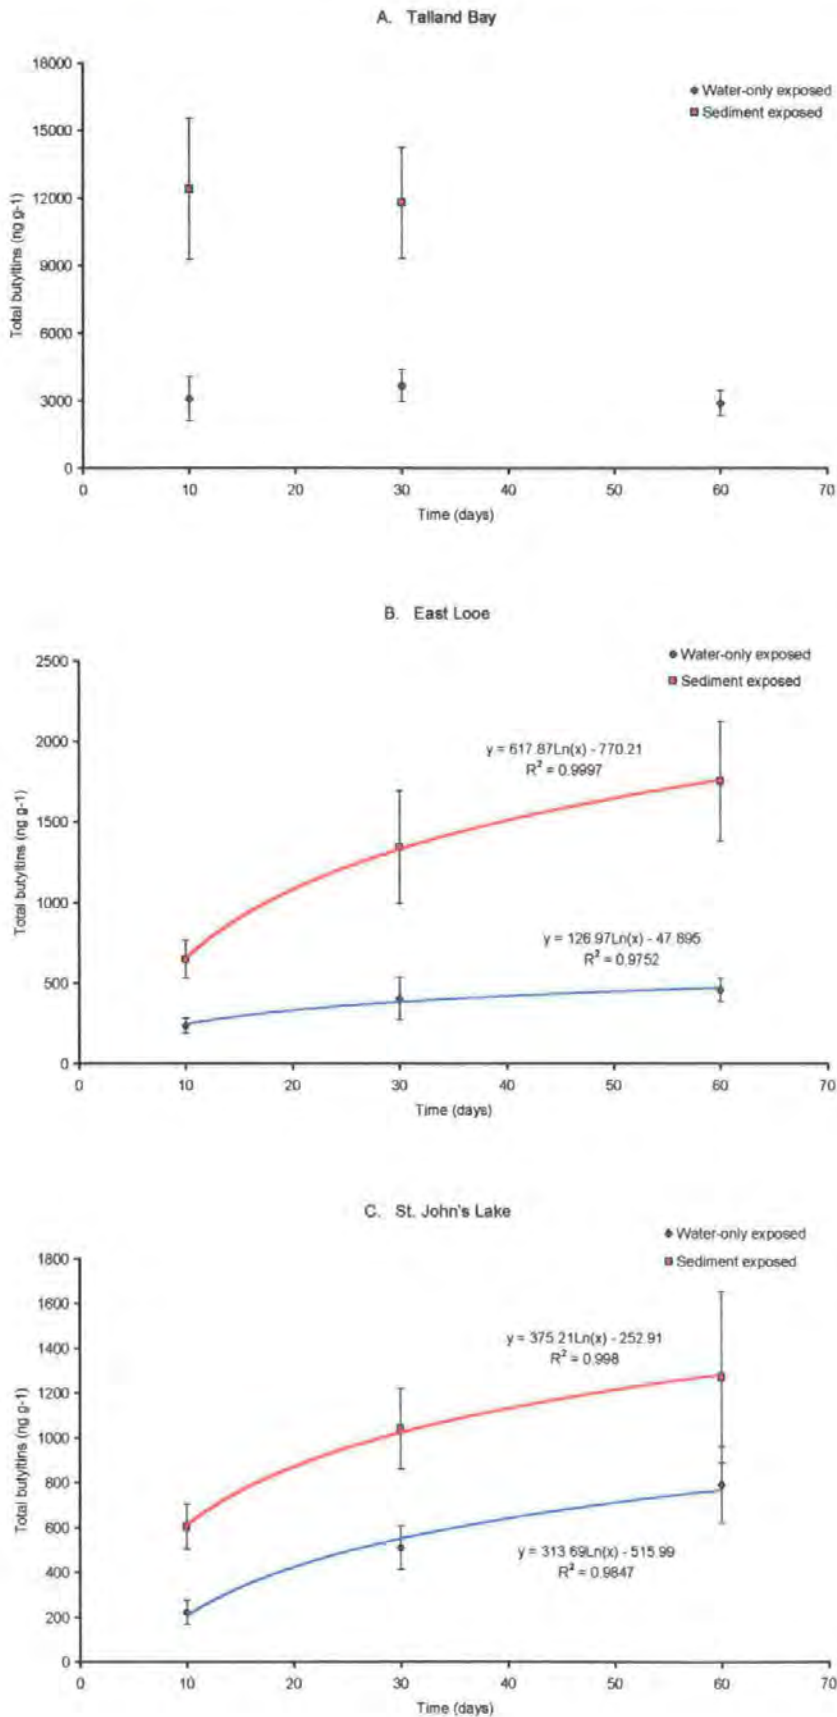 A. Talland Bay
18000
15000
12000
9000
6000
3000
0
Total butyltins (ng g-1)
Water-only exposed
Sediment exposed
0 10 20 30 40 50 60 70
Time (days)
B. East Looe
2500
2000
1500
1000
500
0
Total butyltins (ng g-1)
Water-only exposed
Sediment exposed
y = 617.87Ln(x) - 770.21
R² = 0.9997
y = 126.97Ln(x) - 47.895
R² = 0.9752
0 10 20 30 40 50 60 70
Time (days)
C. St. John's Lake
1800
1600
1400
1200
1000
800
600
400
200
0
Total butyltins (ng g-1)
Water-only exposed
Sediment exposed
y = 375.21Ln(x) - 252.91
R² = 0.998
y = 313.69Ln(x) - 515.99
R² = 0.9847
0 10 20 30 40 50 60 70
Time (days)